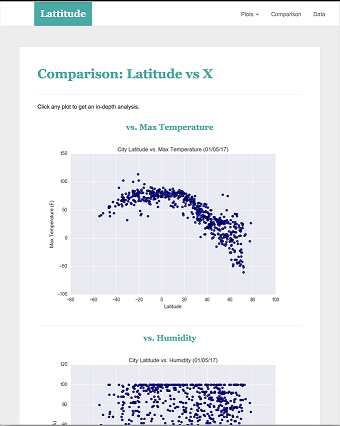 Lattitude
Plots
Comparison
Data
Comparison: Latitude vs X
Click any plot to get an in-depth analysis.
vs. Max Temperature
City Latitude vs. Max Temperature (01/05/17)
150
100
50
0
−50
−100
Max Temperature (F)
−80 −60 −40 −20 0 20 40 60 80 100
Latitude
vs. Humidity
City Latitude vs. Humidity (01/05/17)
120
100
80
60